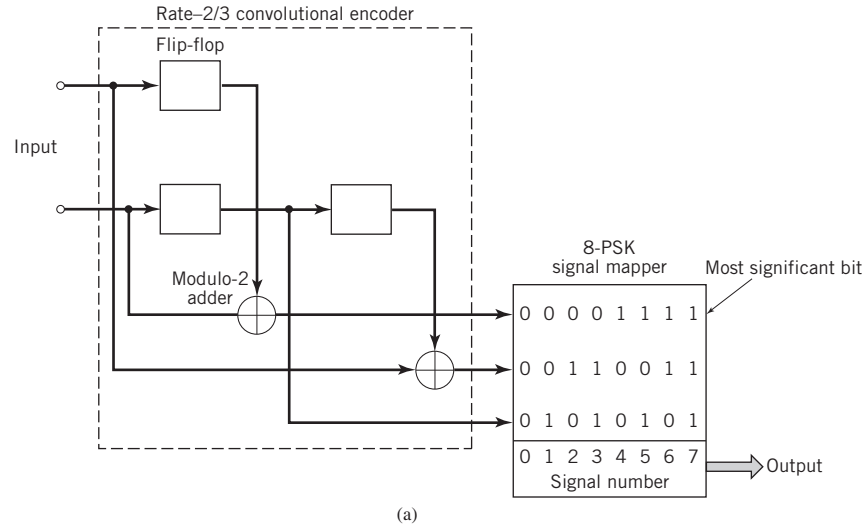 Rate–2/3 convolutional encoder
Flip-flop
Input
Modulo-2
adder
8-PSK
signal mapper
Most significant bit
0 0 0 0 1 1 1 1
0 0 1 1 0 0 1 1
0 1 0 1 0 1 0 1
0 1 2 3 4 5 6 7
Signal number
Output
(a)